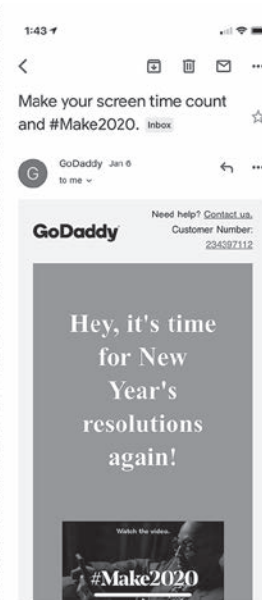 1:43
Make your screen time count
and #Make2020. Inbox
G
GoDaddy Jan 6
to me
Need help? Contact us.
GoDaddy
Customer Number:
234397112
Hey, it's time
for New
Year's
resolutions
again!
Watch the video.
#Make2020